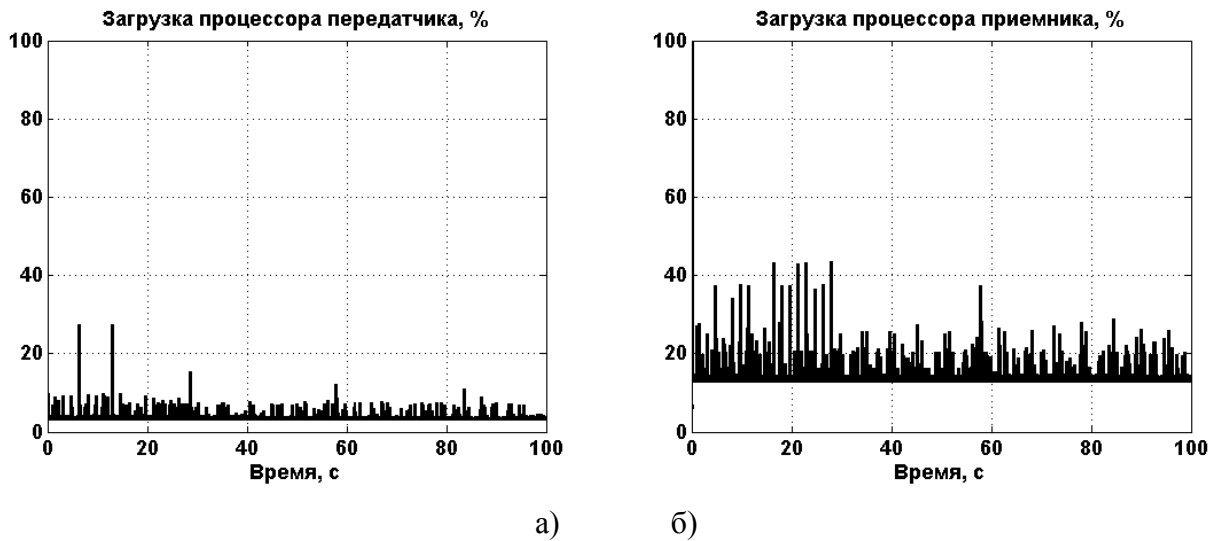 Загрузка процессора передатчика, %
100
80
60
40
20
0
0 20 40 60 80 100
Время, с
Загрузка процессора приемника, %
100
80
60
40
20
0
0 20 40 60 80 100
Время, с
а) б)